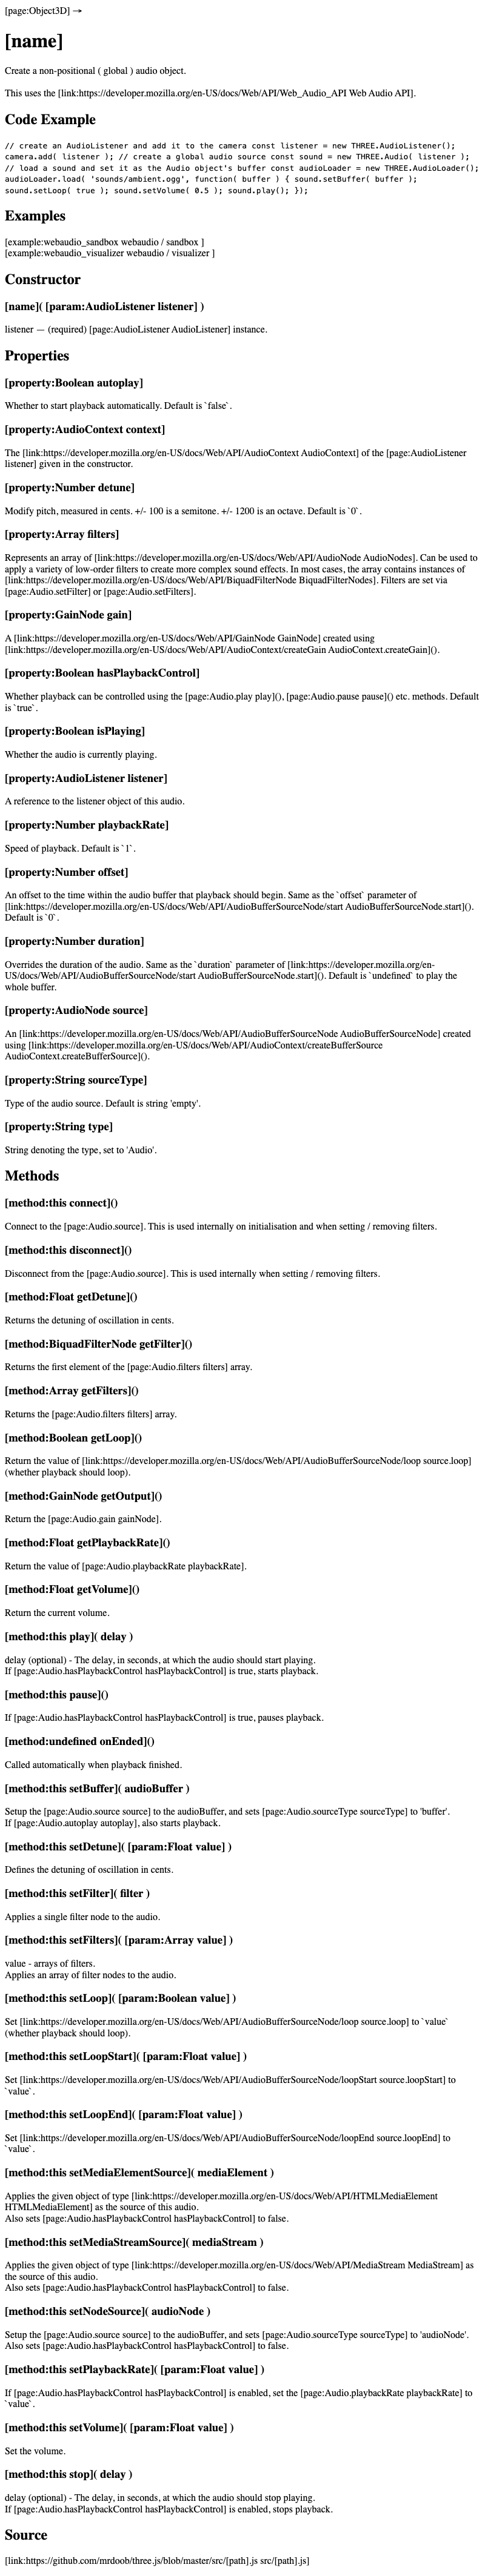 [page:Object3D] →
[name]
Create a non-positional ( global ) audio object.
This uses the [link:https://developer.mozilla.org/en-US/docs/Web/API/Web_Audio_API Web Audio API].
Code Example
// create an AudioListener and add it to the camera const listener = new THREE.AudioListener();
camera.add( listener ); // create a global audio source const sound = new THREE.Audio( listener );
// load a sound and set it as the Audio object's buffer const audioLoader = new THREE.AudioLoader();
audioLoader.load( 'sounds/ambient.ogg', function( buffer ) { sound.setBuffer( buffer );
sound.setLoop( true ); sound.setVolume( 0.5 ); sound.play(); });
Examples
[example:webaudio_sandbox webaudio / sandbox ]
[example:webaudio_visualizer webaudio / visualizer ]
Constructor
[name]( [param:AudioListener listener] )
listener — (required) [page:AudioListener AudioListener] instance.
Properties
[property:Boolean autoplay]
Whether to start playback automatically. Default is `false`.
[property:AudioContext context]
The [link:https://developer.mozilla.org/en-US/docs/Web/API/AudioContext AudioContext] of the [page:AudioListener
listener] given in the constructor.
[property:Number detune]
Modify pitch, measured in cents. +/- 100 is a semitone. +/- 1200 is an octave. Default is `0`.
[property:Array filters]
Represents an array of [link:https://developer.mozilla.org/en-US/docs/Web/API/AudioNode AudioNodes]. Can be used to
apply a variety of low-order filters to create more complex sound effects. In most cases, the array contains instances of
[link:https://developer.mozilla.org/en-US/docs/Web/API/BiquadFilterNode BiquadFilterNodes]. Filters are set via
[page:Audio.setFilter] or [page:Audio.setFilters].
[property:GainNode gain]
A [link:https://developer.mozilla.org/en-US/docs/Web/API/GainNode GainNode] created using
[link:https://developer.mozilla.org/en-US/docs/Web/API/AudioContext/createGain AudioContext.createGain]().
[property:Boolean hasPlaybackControl]
Whether playback can be controlled using the [page:Audio.play play](), [page:Audio.pause pause]() etc. methods. Default
is `true`.
[property:Boolean isPlaying]
Whether the audio is currently playing.
[property:AudioListener listener]
A reference to the listener object of this audio.
[property:Number playbackRate]
Speed of playback. Default is `1`.
[property:Number offset]
An offset to the time within the audio buffer that playback should begin. Same as the `offset` parameter of
[link:https://developer.mozilla.org/en-US/docs/Web/API/AudioBufferSourceNode/start AudioBufferSourceNode.start]().
Default is `0`.
[property:Number duration]
Overrides the duration of the audio. Same as the `duration` parameter of [link:https://developer.mozilla.org/en-
US/docs/Web/API/AudioBufferSourceNode/start AudioBufferSourceNode.start](). Default is `undefined` to play the
whole buffer.
[property:AudioNode source]
An [link:https://developer.mozilla.org/en-US/docs/Web/API/AudioBufferSourceNode AudioBufferSourceNode] created
using [link:https://developer.mozilla.org/en-US/docs/Web/API/AudioContext/createBufferSource
AudioContext.createBufferSource]().
[property:String sourceType]
Type of the audio source. Default is string 'empty'.
[property:String type]
String denoting the type, set to 'Audio'.
Methods
[method:this connect]()
Connect to the [page:Audio.source]. This is used internally on initialisation and when setting / removing filters.
[method:this disconnect]()
Disconnect from the [page:Audio.source]. This is used internally when setting / removing filters.
[method:Float getDetune]()
Returns the detuning of oscillation in cents.
[method:BiquadFilterNode getFilter]()
Returns the first element of the [page:Audio.filters filters] array.
[method:Array getFilters]()
Returns the [page:Audio.filters filters] array.
[method:Boolean getLoop]()
Return the value of [link:https://developer.mozilla.org/en-US/docs/Web/API/AudioBufferSourceNode/loop source.loop]
(whether playback should loop).
[method:GainNode getOutput]()
Return the [page:Audio.gain gainNode].
[method:Float getPlaybackRate]()
Return the value of [page:Audio.playbackRate playbackRate].
[method:Float getVolume]()
Return the current volume.
[method:this play]( delay )
delay (optional) - The delay, in seconds, at which the audio should start playing.
If [page:Audio.hasPlaybackControl hasPlaybackControl] is true, starts playback.
[method:this pause]()
If [page:Audio.hasPlaybackControl hasPlaybackControl] is true, pauses playback.
[method:undefined onEnded]()
Called automatically when playback finished.
[method:this setBuffer]( audioBuffer )
Setup the [page:Audio.source source] to the audioBuffer, and sets [page:Audio.sourceType sourceType] to 'buffer'.
If [page:Audio.autoplay autoplay], also starts playback.
[method:this setDetune]( [param:Float value] )
Defines the detuning of oscillation in cents.
[method:this setFilter]( filter )
Applies a single filter node to the audio.
[method:this setFilters]( [param:Array value] )
value - arrays of filters.
Applies an array of filter nodes to the audio.
[method:this setLoop]( [param:Boolean value] )
Set [link:https://developer.mozilla.org/en-US/docs/Web/API/AudioBufferSourceNode/loop source.loop] to `value`
(whether playback should loop).
[method:this setLoopStart]( [param:Float value] )
Set [link:https://developer.mozilla.org/en-US/docs/Web/API/AudioBufferSourceNode/loopStart source.loopStart] to
`value`.
[method:this setLoopEnd]( [param:Float value] )
Set [link:https://developer.mozilla.org/en-US/docs/Web/API/AudioBufferSourceNode/loopEnd source.loopEnd] to
`value`.
[method:this setMediaElementSource]( mediaElement )
Applies the given object of type [link:https://developer.mozilla.org/en-US/docs/Web/API/HTMLMediaElement
HTMLMediaElement] as the source of this audio.
Also sets [page:Audio.hasPlaybackControl hasPlaybackControl] to false.
[method:this setMediaStreamSource]( mediaStream )
Applies the given object of type [link:https://developer.mozilla.org/en-US/docs/Web/API/MediaStream MediaStream] as
the source of this audio.
Also sets [page:Audio.hasPlaybackControl hasPlaybackControl] to false.
[method:this setNodeSource]( audioNode )
Setup the [page:Audio.source source] to the audioBuffer, and sets [page:Audio.sourceType sourceType] to 'audioNode'.
Also sets [page:Audio.hasPlaybackControl hasPlaybackControl] to false.
[method:this setPlaybackRate]( [param:Float value] )
If [page:Audio.hasPlaybackControl hasPlaybackControl] is enabled, set the [page:Audio.playbackRate playbackRate] to
`value`.
[method:this setVolume]( [param:Float value] )
Set the volume.
[method:this stop]( delay )
delay (optional) - The delay, in seconds, at which the audio should stop playing.
If [page:Audio.hasPlaybackControl hasPlaybackControl] is enabled, stops playback.
Source
[link:https://github.com/mrdoob/three.js/blob/master/src/[path].js src/[path].js]